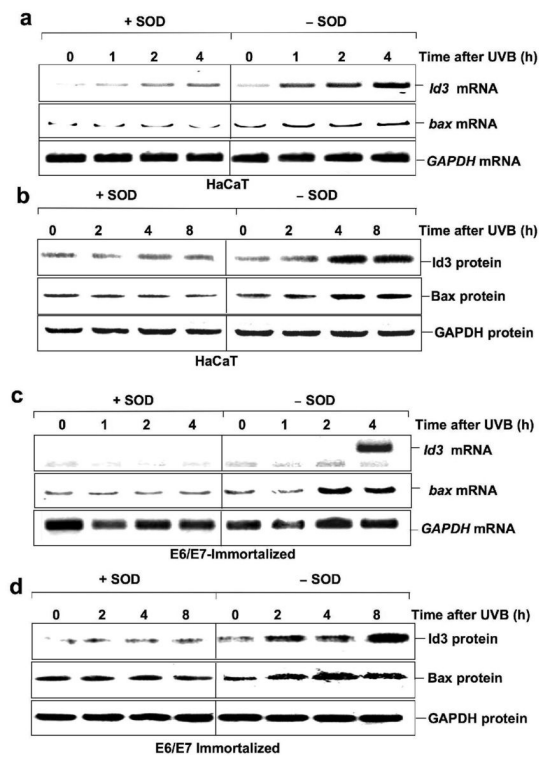 a
+ SOD – SOD
0 1 2 4 0 1 2 4 Time after UVB (h)
Id3 mRNA
bax mRNA
GAPDH mRNA
HaCaT
b
+ SOD – SOD
0 2 4 8 0 2 4 8 Time after UVB (h)
Id3 protein
Bax protein
GAPDH protein
HaCaT
c
+ SOD – SOD
0 1 2 4 0 1 2 4 Time after UVB (h)
Id3 mRNA
bax mRNA
GAPDH mRNA
E6/E7-Immortalized
d
+ SOD – SOD
0 2 4 8 0 2 4 8 Time after UVB (h)
Id3 protein
Bax protein
GAPDH protein
E6/E7 Immortalized